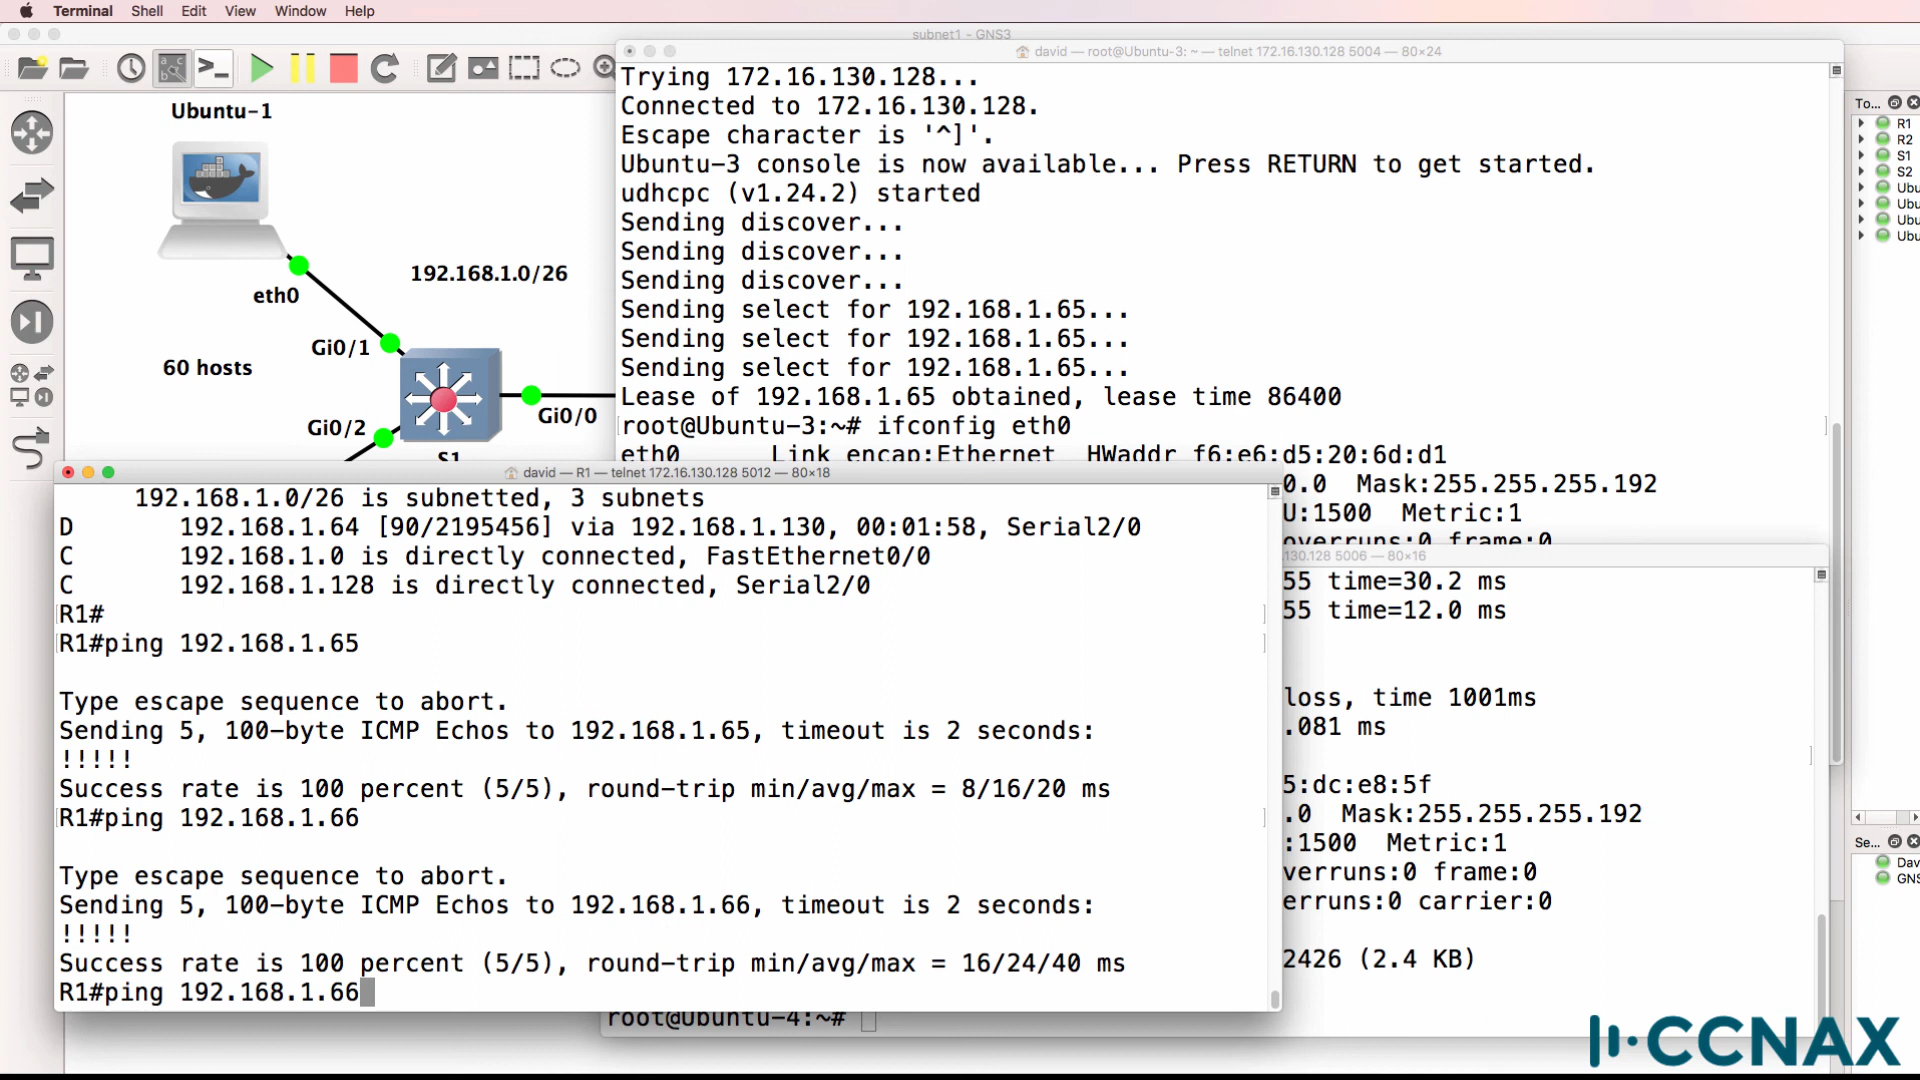 Terminal Shell Edit View Window Help
subnet1 - GNS3
david — root@Ubuntu-3: ~ — telnet 172.16.130.128 5004 — 80×24
Trying 172.16.130.128...
Connected to 172.16.130.128.
Escape character is '^]'.
Ubuntu-3 console is now available... Press RETURN to get started.
udhcpc (v1.24.2) started
Sending discover...
Sending discover...
Sending discover...
Sending select for 192.168.1.65...
Sending select for 192.168.1.65...
Sending select for 192.168.1.65...
Lease of 192.168.1.65 obtained, lease time 86400
root@Ubuntu-3:~# ifconfig eth0
eth0 Link encap:Ethernet HWaddr f6:e6:d5:20:6d:d1
0.0 Mask:255.255.255.192
U:1500 Metric:1
overruns:0 frame:0
Ubuntu-1
eth0
192.168.1.0/26
Gi0/1
60 hosts
Gi0/0
Gi0/2
S1
david — R1 — telnet 172.16.130.128 5012 — 80×18
192.168.1.0/26 is subnetted, 3 subnets
D 192.168.1.64 [90/2195456] via 192.168.1.130, 00:01:58, Serial2/0
C 192.168.1.0 is directly connected, FastEthernet0/0
C 192.168.1.128 is directly connected, Serial2/0
R1#
R1#ping 192.168.1.65
Type escape sequence to abort.
Sending 5, 100-byte ICMP Echos to 192.168.1.65, timeout is 2 seconds:
!!!!!
Success rate is 100 percent (5/5), round-trip min/avg/max = 8/16/20 ms
R1#ping 192.168.1.66
Type escape sequence to abort.
Sending 5, 100-byte ICMP Echos to 192.168.1.66, timeout is 2 seconds:
!!!!!
Success rate is 100 percent (5/5), round-trip min/avg/max = 16/24/40 ms
R1#ping 192.168.1.66
.130.128 5006 — 80×16
55 time=30.2 ms
55 time=12.0 ms
loss, time 1001ms
.081 ms
5:dc:e8:5f
.0 Mask:255.255.255.192
:1500 Metric:1
verruns:0 frame:0
erruns:0 carrier:0
2426 (2.4 KB)
root@Ubuntu-4:~#
To...
R1
R2
S1
S2
Ubu
Ubu
Ubu
Ubu
Se...
Dav
GNS
CCNAX